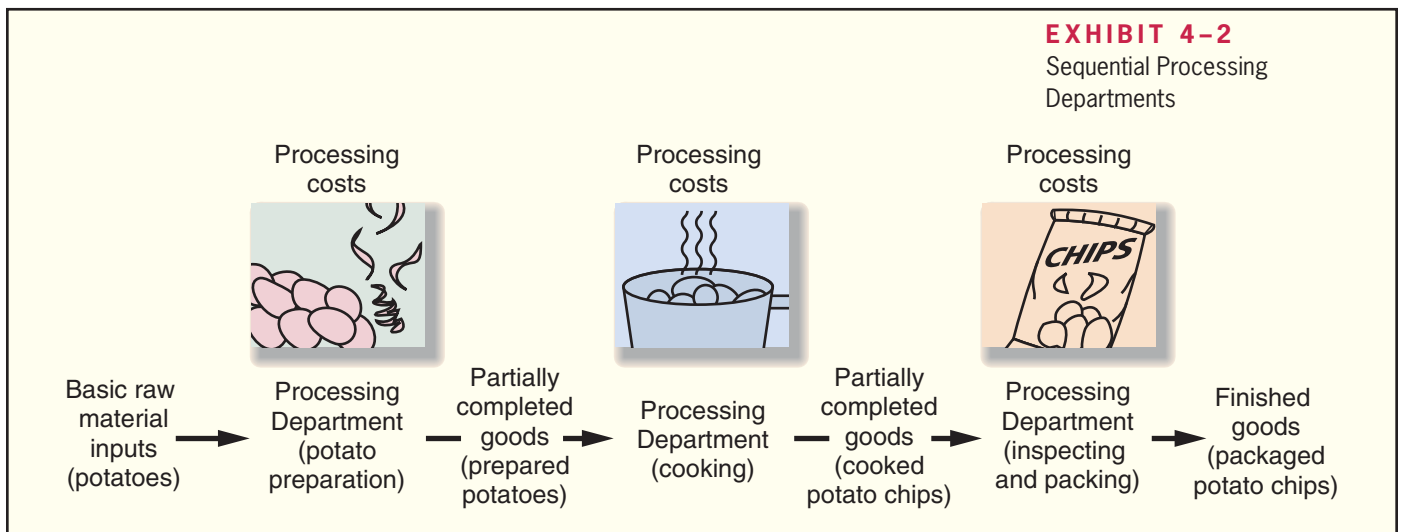 EXHIBIT 4–2
Sequential Processing
Departments
Processing
costs
Processing
costs
Processing
costs
CHIPS
Basic raw
material
inputs
(potatoes)
Processing
Department
(potato
preparation)
Partially
completed
goods
(prepared
potatoes)
Processing
Department
(cooking)
Partially
completed
goods
(cooked
potato chips)
Processing
Department
(inspecting
and packing)
Finished
goods
(packaged
potato chips)